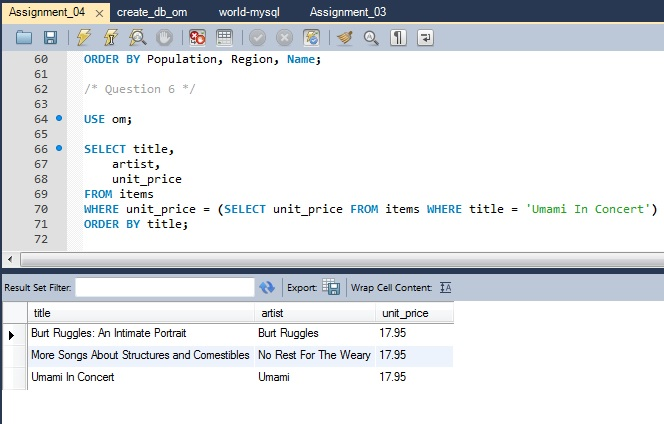 Assignment_04 × create_db_om world-mysql Assignment_03
60 ORDER BY Population, Region, Name;
61
62 /* Question 6 */
63
64 USE om;
65
66 SELECT title,
67 artist,
68 unit_price
69 FROM items
70 WHERE unit_price = (SELECT unit_price FROM items WHERE title = 'Umami In Concert')
71 ORDER BY title;
72
Result Set Filter: Export: Wrap Cell Content: IA
title artist unit_price
Burt Ruggles: An Intimate Portrait Burt Ruggles 17.95
More Songs About Structures and Comestibles No Rest For The Weary 17.95
Umami In Concert Umami 17.95